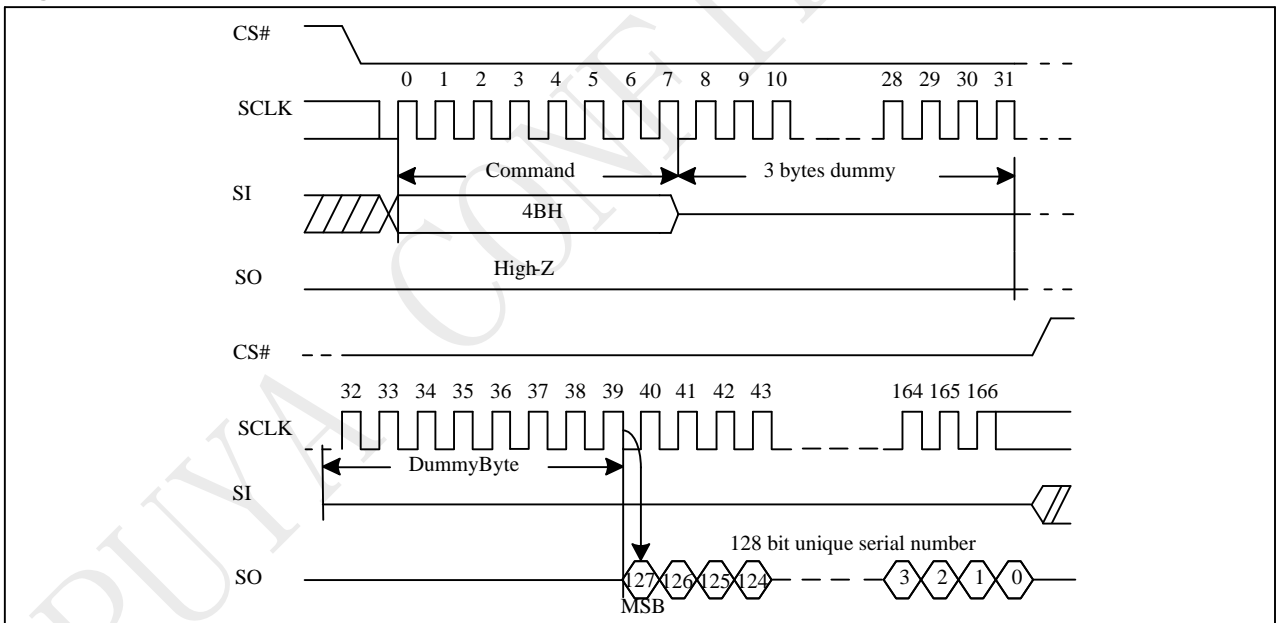 CS#
0 1 2 3 4 5 6 7 8 9 10 28 29 30 31
SCLK
Command 3 bytes dummy
SI
4BH
High-Z
SO
CS#
32 33 34 35 36 37 38 39 40 41 42 43 164 165 166
SCLK
DummyByte
SI
128 bit unique serial number
SO 127 126 125 124 3 2 1 0
MSB
PUYA CONF